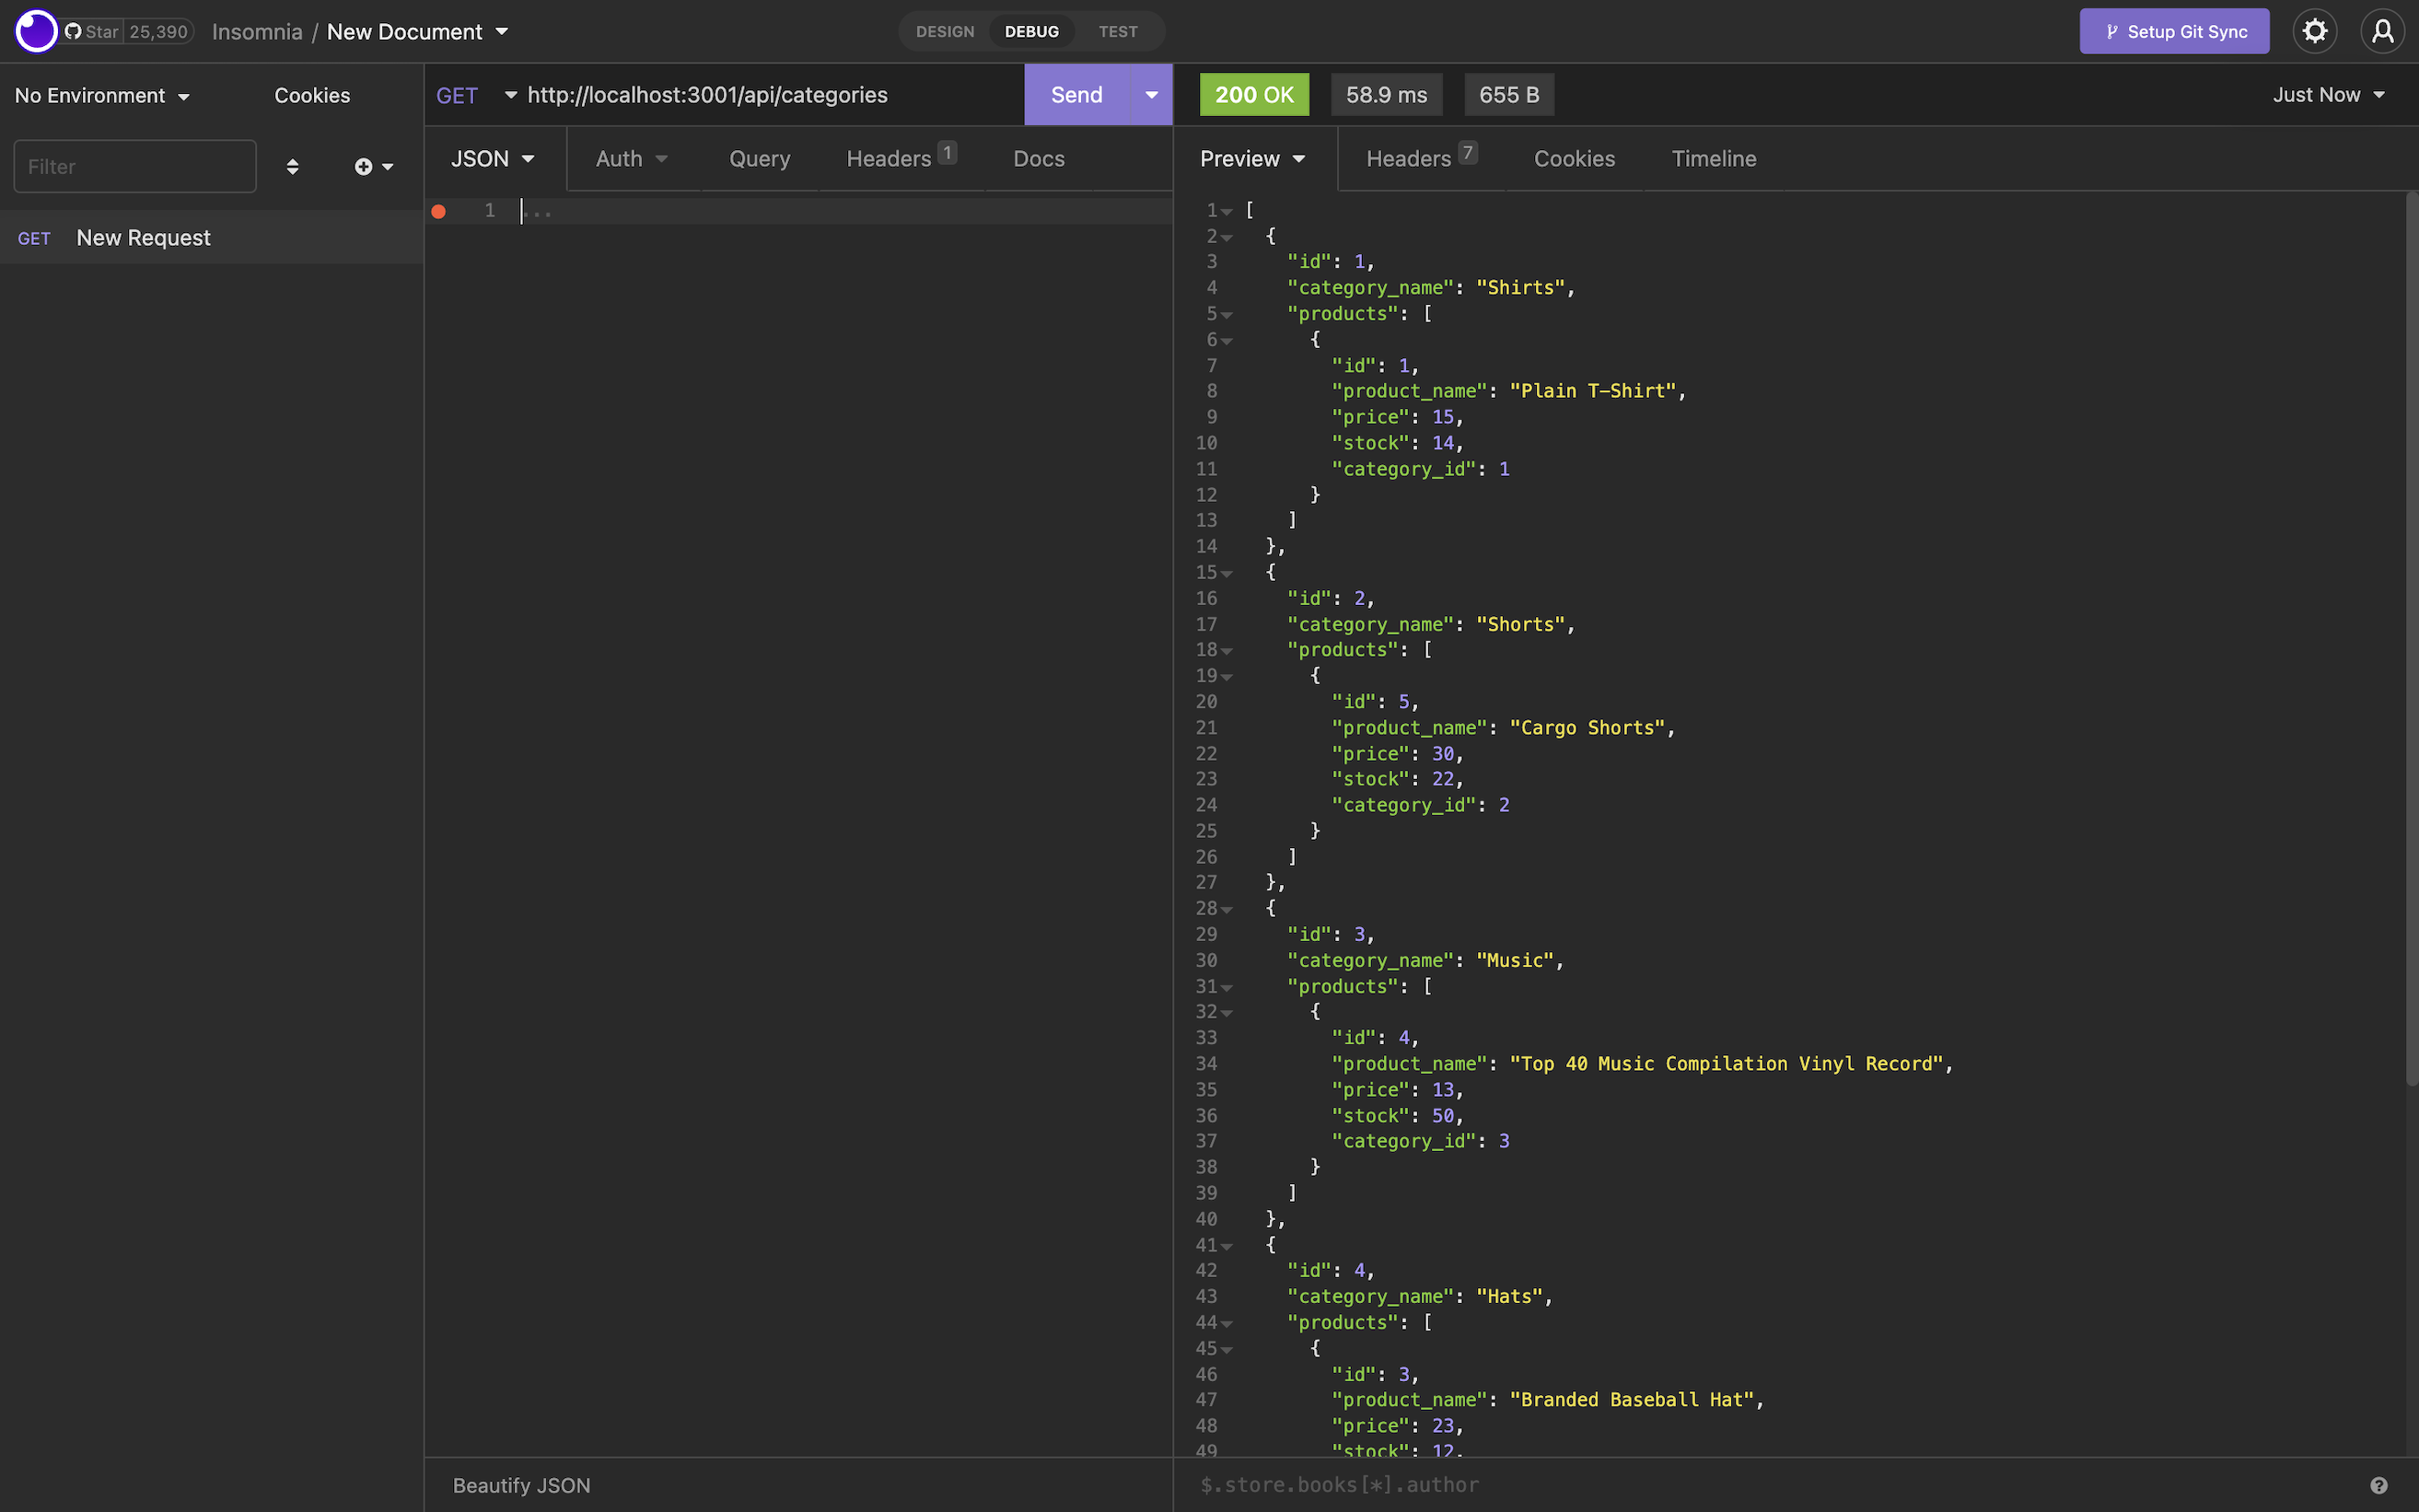 Star 25,390 Insomnia / New Document DESIGN DEBUG TEST Setup Git Sync
No Environment Cookies
Filter
GET New Request
GET http://localhost:3001/api/categories Send
JSON Auth Query Headers 1 Docs
1 ...
Beautify JSON
200 OK 58.9 ms 655 B Just Now
Preview Headers 7 Cookies Timeline
1 [
2 {
3 "id": 1,
4 "category_name": "Shirts",
5 "products": [
6 {
7 "id": 1,
8 "product_name": "Plain T-Shirt",
9 "price": 15,
10 "stock": 14,
11 "category_id": 1
12 }
13 ]
14 },
15 {
16 "id": 2,
17 "category_name": "Shorts",
18 "products": [
19 {
20 "id": 5,
21 "product_name": "Cargo Shorts",
22 "price": 30,
23 "stock": 22,
24 "category_id": 2
25 }
26 ]
27 },
28 {
29 "id": 3,
30 "category_name": "Music",
31 "products": [
32 {
33 "id": 4,
34 "product_name": "Top 40 Music Compilation Vinyl Record",
35 "price": 13,
36 "stock": 50,
37 "category_id": 3
38 }
39 ]
40 },
41 {
42 "id": 4,
43 "category_name": "Hats",
44 "products": [
45 {
46 "id": 3,
47 "product_name": "Branded Baseball Hat",
48 "price": 23,
49 "stock": 12,
$.store.books[*].author